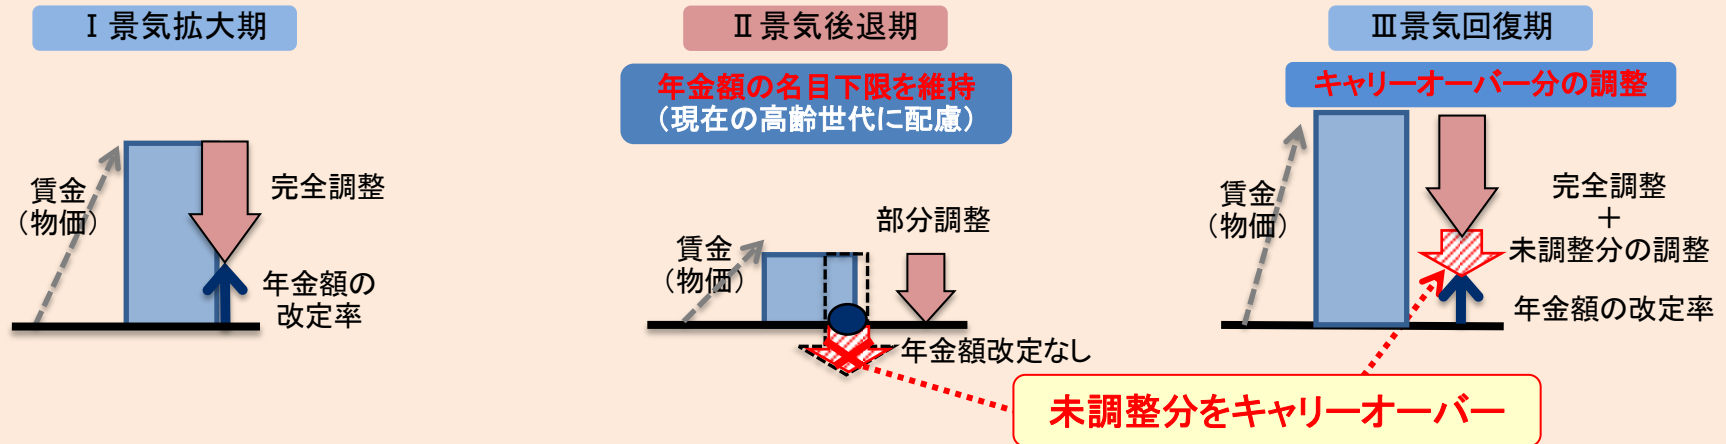 Ⅰ 景気拡大期
賃金
（物価）
完全調整
年金額の
改定率
Ⅱ 景気後退期
年金額の名目下限を維持
（現在の高齢世代に配慮）
賃金
（物価）
部分調整
年金額改定なし
Ⅲ景気回復期
キャリーオーバー分の調整
賃金
（物価）
完全調整
＋
未調整分の調整
年金額の改定率
未調整分をキャリーオーバー